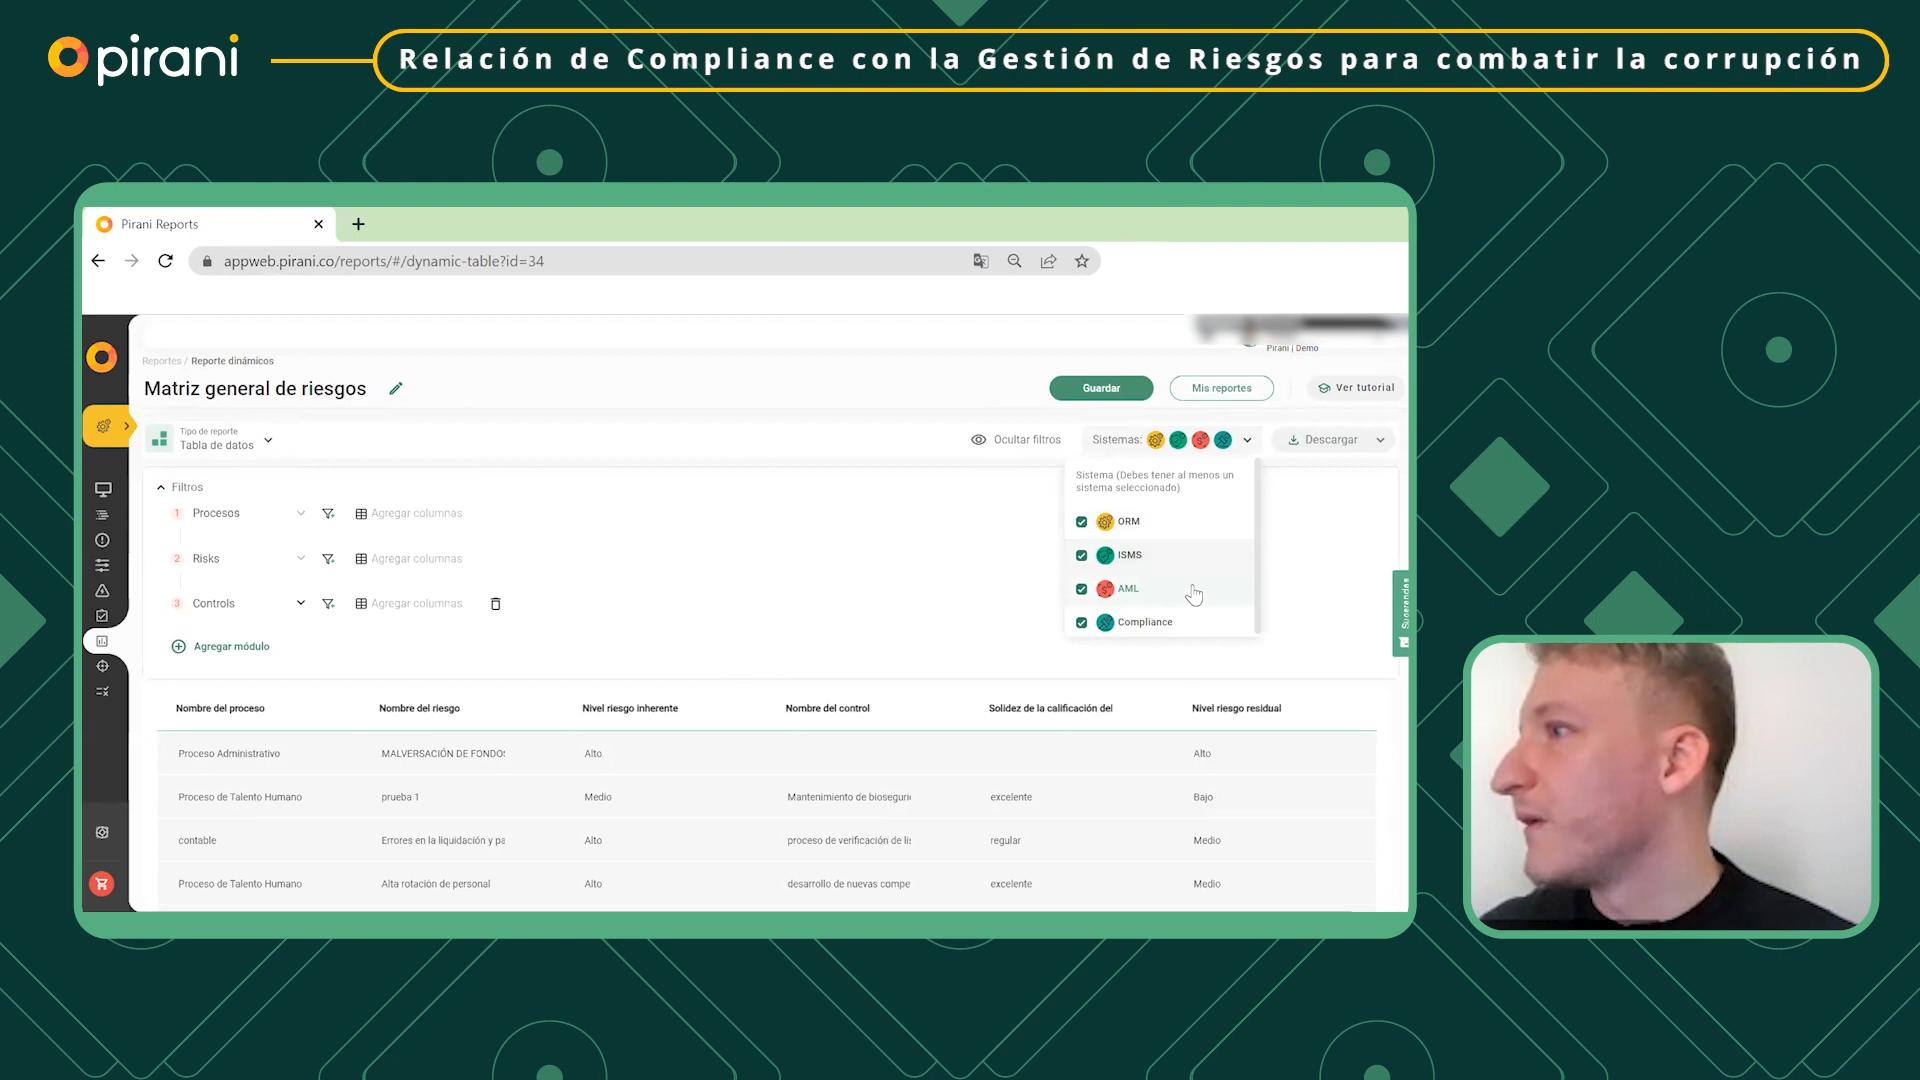 pirani
Relación de Compliance con la Gestión de Riesgos para combatir la corrupción
Pirani Reports
appweb.pirani.co/reports/#/dynamic-table?id=34
Pirani | Demo
Reportes / Reporte dinámicos
Matriz general de riesgos
Guardar
Mis reportes
Ver tutorial
Tipo de reporte
Tabla de datos
Ocultar filtros
Sistemas:
Descargar
Sistema (Debes tener al menos un
sistema seleccionado)
ORM
ISMS
AML
Compliance
Filtros
1 Procesos Agregar columnas
2 Risks Agregar columnas
3 Controls Agregar columnas
Agregar módulo
Sugerencias
Nombre del proceso Nombre del riesgo Nivel riesgo inherente Nombre del control Solidez de la calificación del Nivel riesgo residual
Proceso Administrativo MALVERSACIÓN DE FONDOS Alto Alto
Proceso de Talento Humano prueba 1 Medio Mantenimiento de biosegurid excelente Bajo
contable Errores en la liquidación y pa Alto proceso de verificación de lis regular Medio
Proceso de Talento Humano Alta rotación de personal Alto desarrollo de nuevas compe excelente Medio